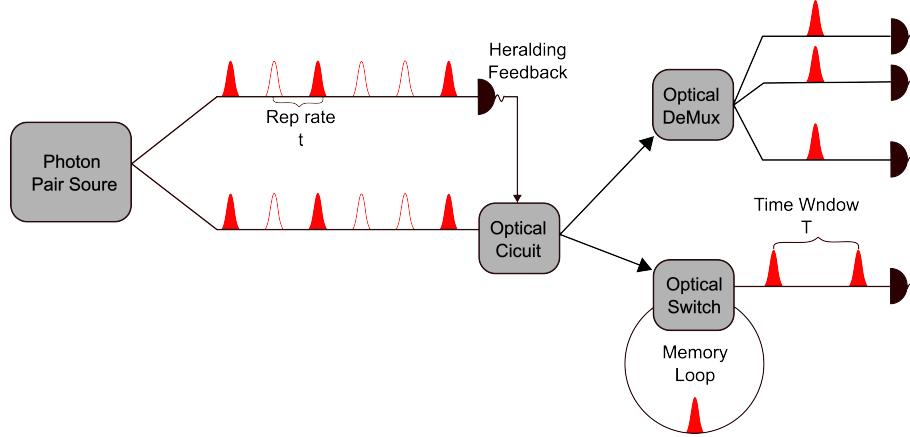 Photon
Pair Soure
Rep rate
t
Heralding
Feedback
Optical
Cicuit
Optical
DeMux
Time Wndow
T
Optical
Switch
Memory
Loop